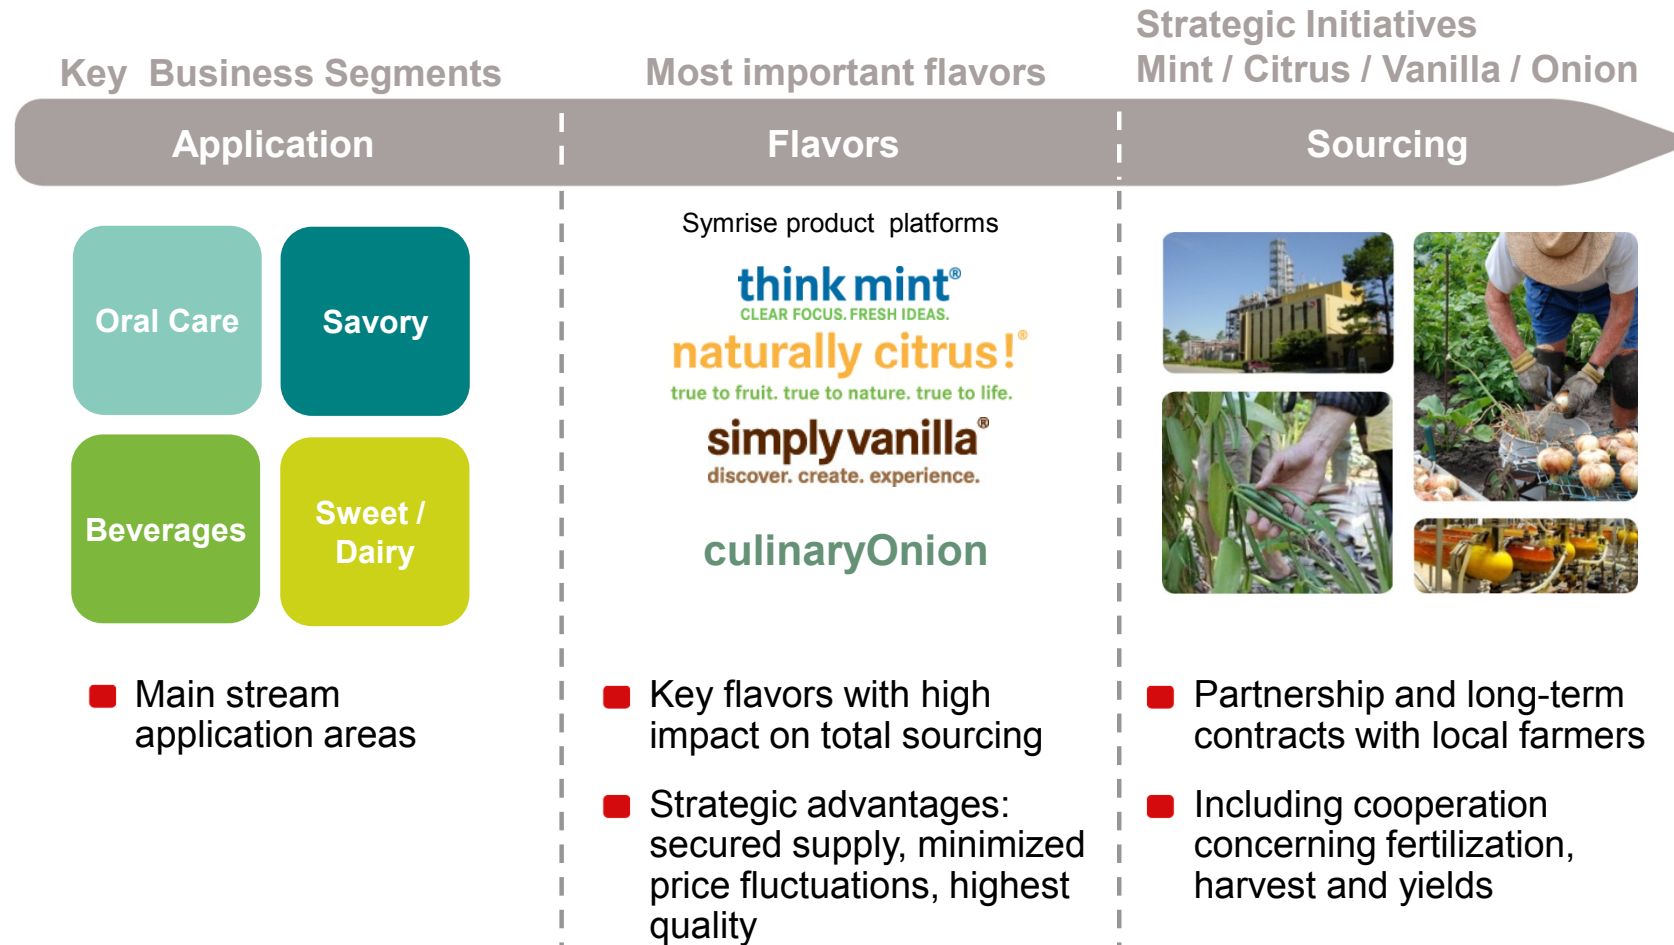 Key Business Segments
Most important flavors
Strategic Initiatives
Mint / Citrus / Vanilla / Onion
Application
Flavors
Sourcing
Oral Care
Savory
Beverages
Sweet /
Dairy
Symrise product platforms
think mint®
CLEAR FOCUS. FRESH IDEAS.
naturally citrus!®
true to fruit. true to nature. true to life.
simply vanilla®
discover. create. experience.
culinaryOnion
Main stream
application areas
Key flavors with high
impact on total sourcing
Strategic advantages:
secured supply, minimized
price fluctuations, highest
quality
Partnership and long-term
contracts with local farmers
Including cooperation
concerning fertilization,
harvest and yields